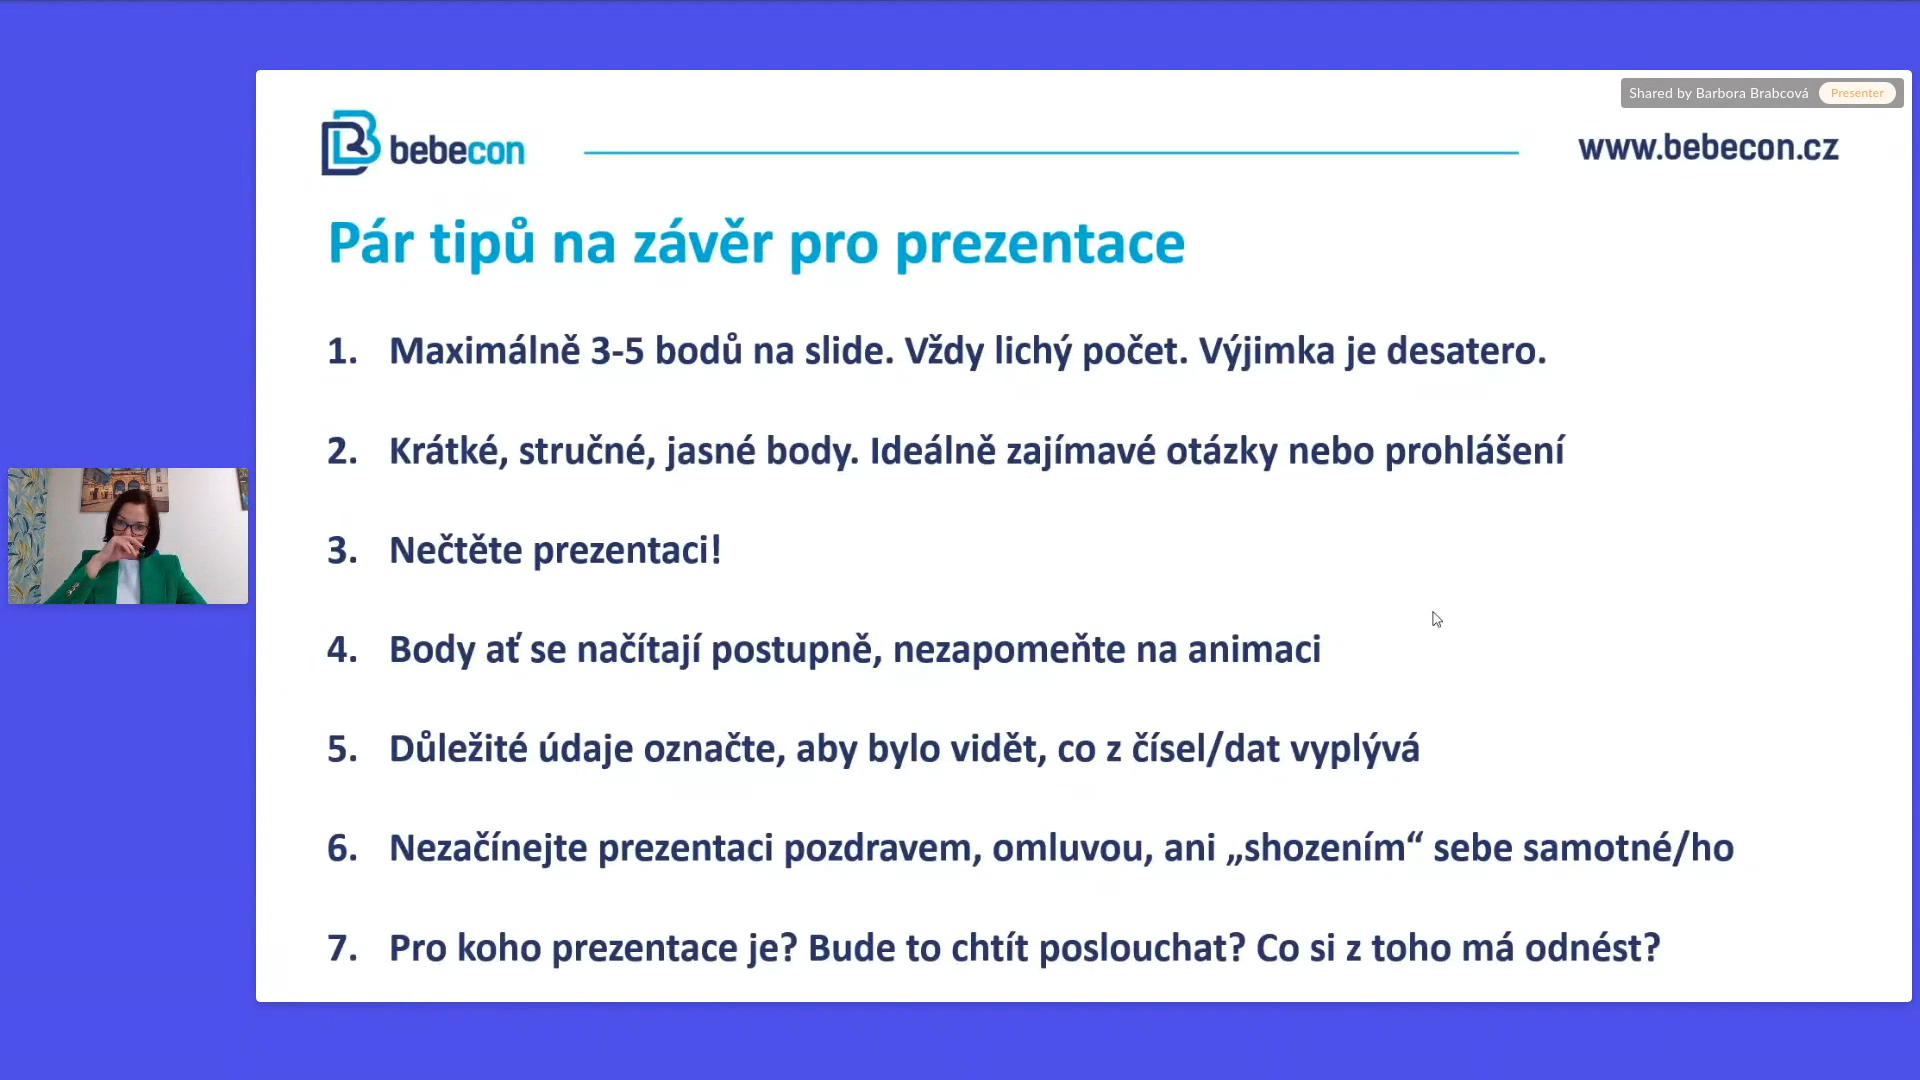 Shared by Barbora Brabcová Presenter
bebecon
www.bebecon.cz
Pár tipů na závěr pro prezentace
1. Maximálně 3-5 bodů na slide. Vždy lichý počet. Výjimka je desatero.
2. Krátké, stručné, jasné body. Ideálně zajímavé otázky nebo prohlášení
3. Nečtěte prezentaci!
4. Body ať se načítají postupně, nezapomeňte na animaci
5. Důležité údaje označte, aby bylo vidět, co z čísel/dat vyplývá
6. Nezačínejte prezentaci pozdravem, omluvou, ani „shozením“ sebe samotné/ho
7. Pro koho prezentace je? Bude to chtít poslouchat? Co si z toho má odnést?